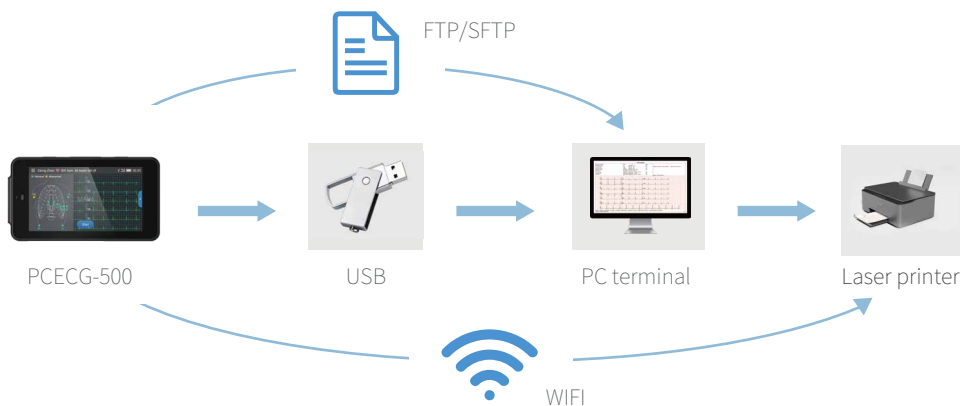 FTP/SFTP
PCECG-500
USB
PC terminal
Laser printer
WIFI